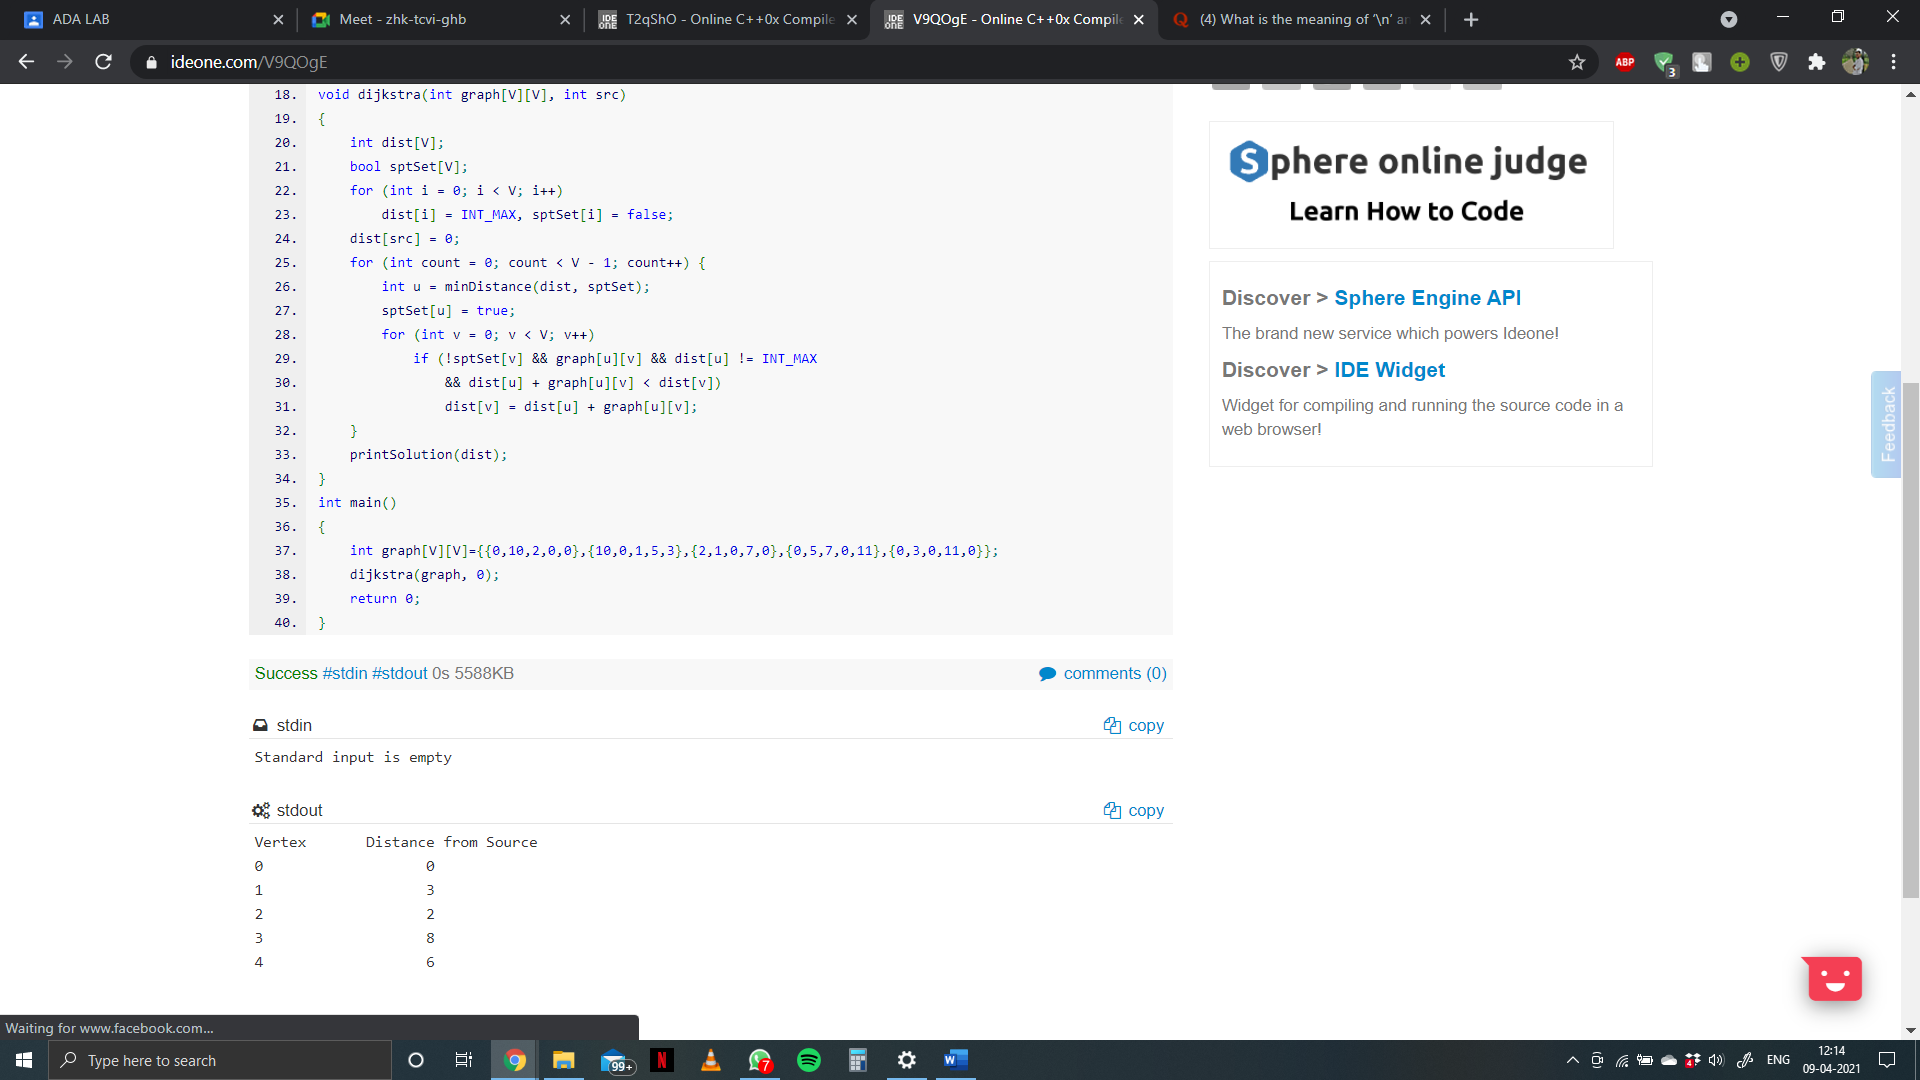 ADA LAB
Meet - zhk-tcvi-ghb
T2qShO - Online C++0x Compile
V9QOgE - Online C++0x Compile
(4) What is the meaning of '\n' an
ideone.com/V9QOgE
ABP
3
18. void dijkstra(int graph[V][V], int src)
19. {
20. int dist[V];
21. bool sptSet[V];
22. for (int i = 0; i < V; i++)
23. dist[i] = INT_MAX, sptSet[i] = false;
24. dist[src] = 0;
25. for (int count = 0; count < V - 1; count++) {
26. int u = minDistance(dist, sptSet);
27. sptSet[u] = true;
28. for (int v = 0; v < V; v++)
29. if (!sptSet[v] && graph[u][v] && dist[u] != INT_MAX
30. && dist[u] + graph[u][v] < dist[v])
31. dist[v] = dist[u] + graph[u][v];
32. }
33. printSolution(dist);
34. }
35. int main()
36. {
37. int graph[V][V]={{0,10,2,0,0},{10,0,1,5,3},{2,1,0,7,0},{0,5,7,0,11},{0,3,0,11,0}};
38. dijkstra(graph, 0);
39. return 0;
40. }
Success #stdin #stdout 0s 5588KB
comments (0)
stdin
copy
Standard input is empty
stdout
copy
Vertex Distance from Source
0 0
1 3
2 2
3 8
4 6
Sphere online judge
Learn How to Code
Discover > Sphere Engine API
The brand new service which powers Ideone!
Discover > IDE Widget
Widget for compiling and running the source code in a
web browser!
Feedback
Waiting for www.facebook.com...
Type here to search
99+
N
7
W
ENG
12:14
09-04-2021